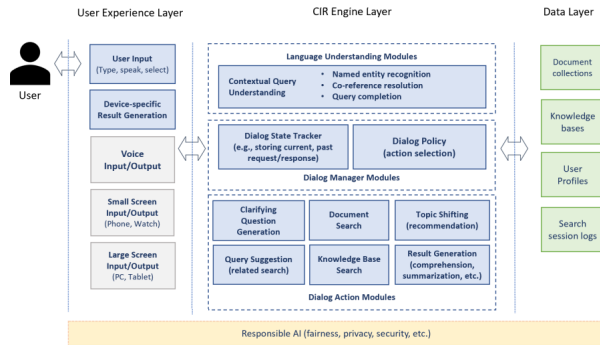 User Experience Layer
CIR Engine Layer
Data Layer
User
User Input
(Type, speak, select)
Device-specific
Result Generation
Voice
Input/Output
Small Screen
Input/Output
(Phone, Watch)
Large Screen
Input/Output
(PC, Tablet)
Language Understanding Modules
Contextual Query
Understanding
• Named entity recognition
• Co-reference resolution
• Query completion
Dialog State Tracker
(e.g., storing current, past
request/response)
Dialog Policy
(action selection)
Dialog Manager Modules
Clarifying
Question
Generation
Document
Search
Topic Shifting
(recommendation)
Query Suggestion
(related search)
Knowledge Base
Search
Result Generation
(comprehension,
summarization, etc.)
Dialog Action Modules
Document
collections
Knowledge
bases
User
Profiles
Search
session logs
Responsible AI (fairness, privacy, security, etc.)